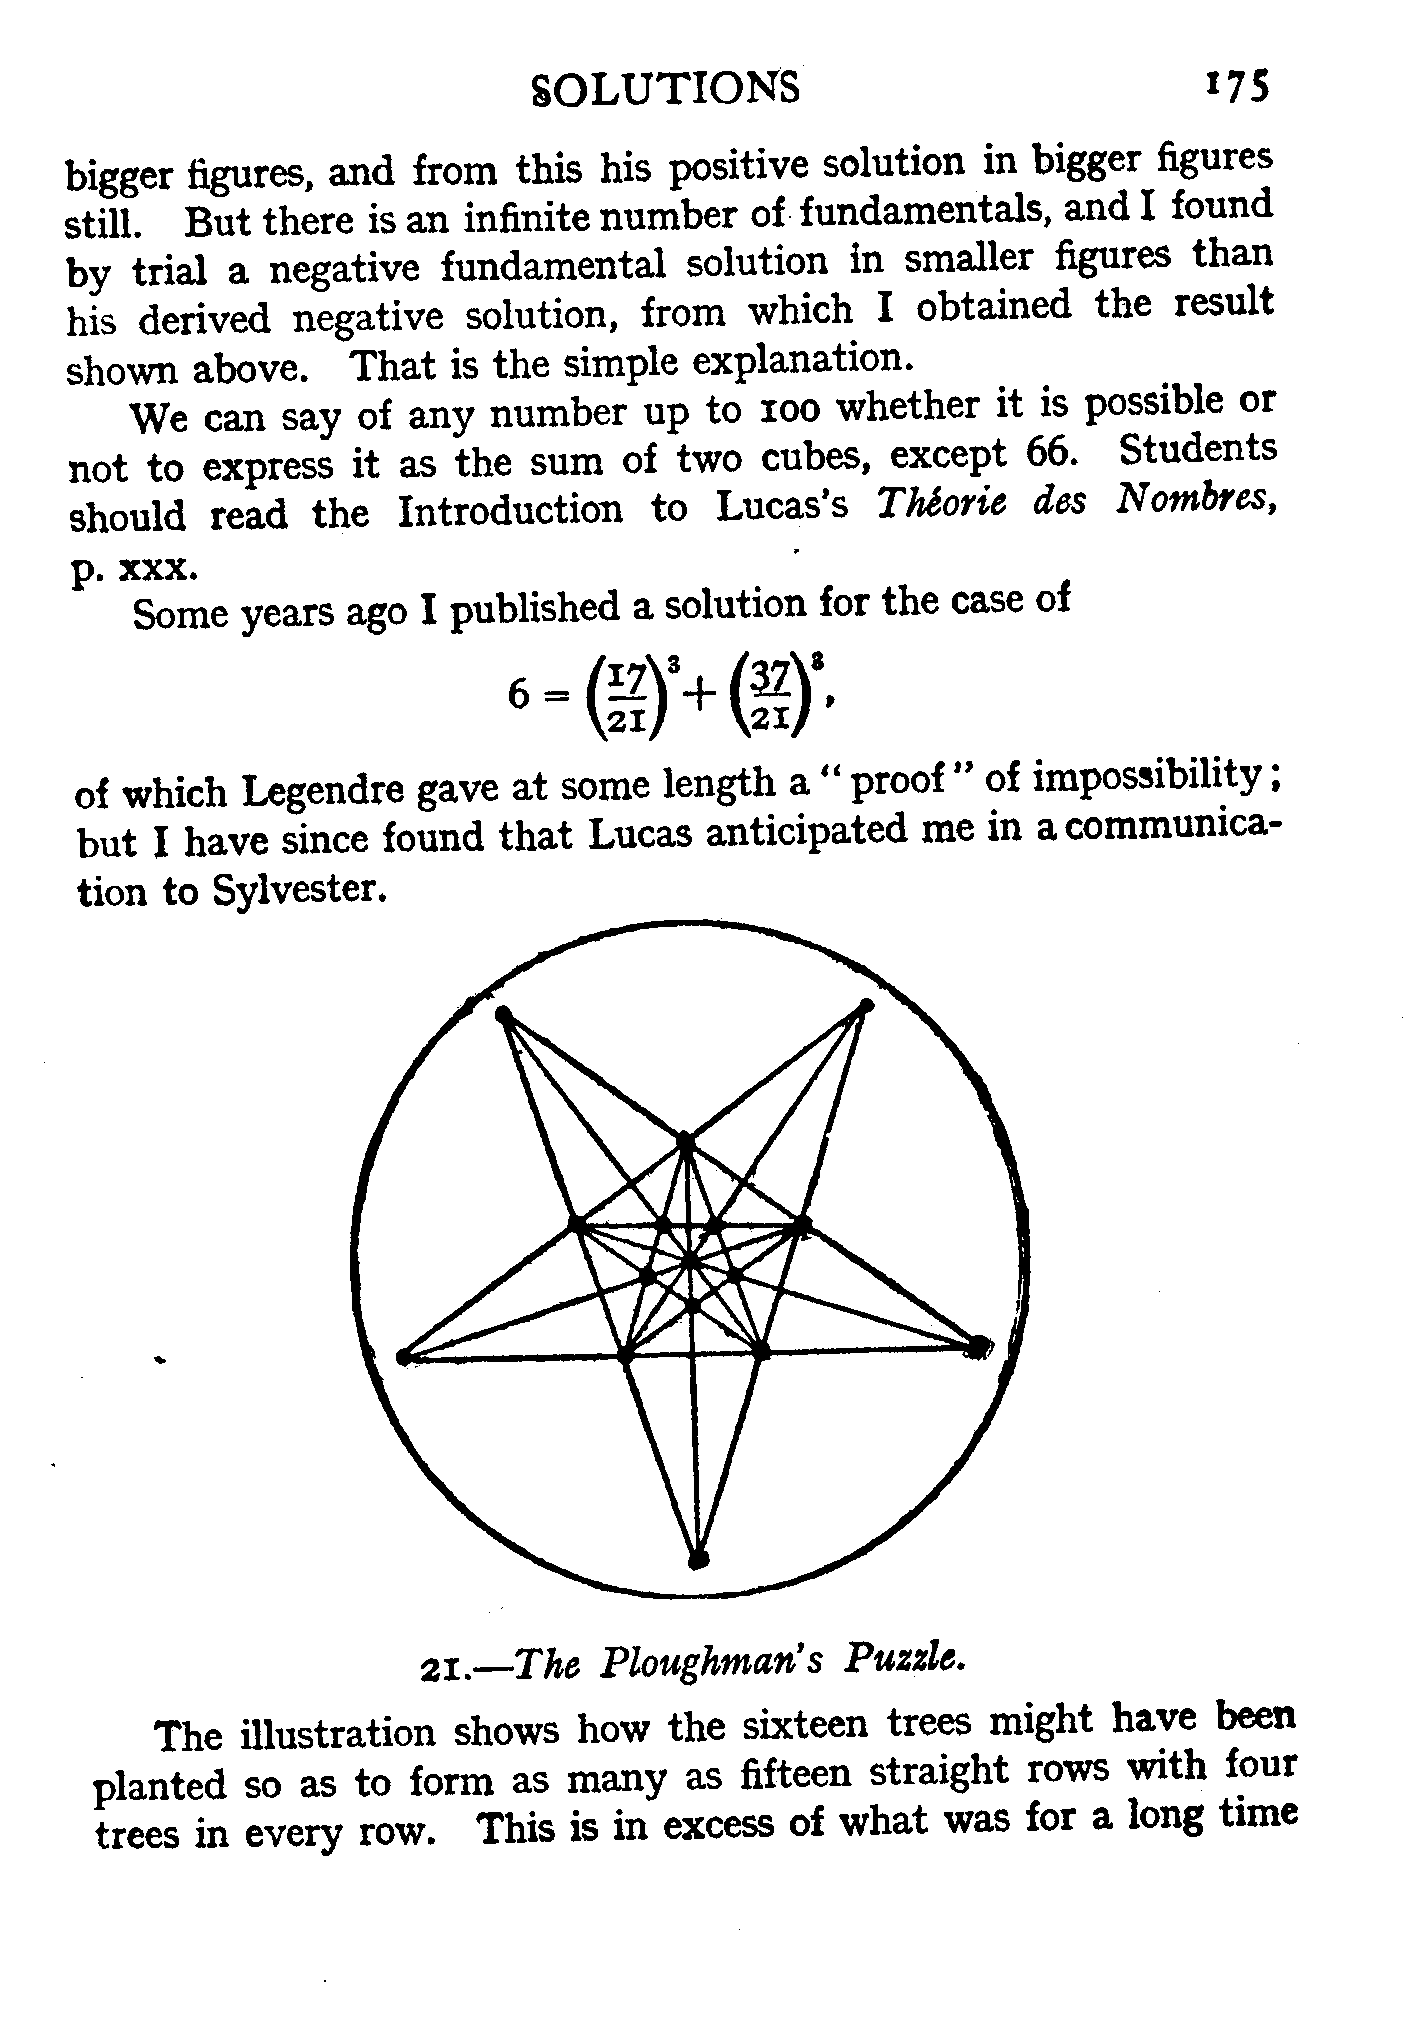 SOLUTIONS 175
bigger figures, and from this his positive solution in bigger figures
still. But there is an infinite number of fundamentals, and I found
by trial a negative fundamental solution in smaller figures than
his derived negative solution, from which I obtained the result
shown above. That is the simple explanation.
We can say of any number up to 100 whether it is possible or
not to express it as the sum of two cubes, except 66. Students
should read the Introduction to Lucas's Théorie des Nombres,
p. xxx.
Some years ago I published a solution for the case of
6 = (17/21)³ + (37/21)³,
of which Legendre gave at some length a “ proof ” of impossibility ;
but I have since found that Lucas anticipated me in a communica-
tion to Sylvester.
21.—The Ploughman's Puzzle.
The illustration shows how the sixteen trees might have been
planted so as to form as many as fifteen straight rows with four
trees in every row. This is in excess of what was for a long time